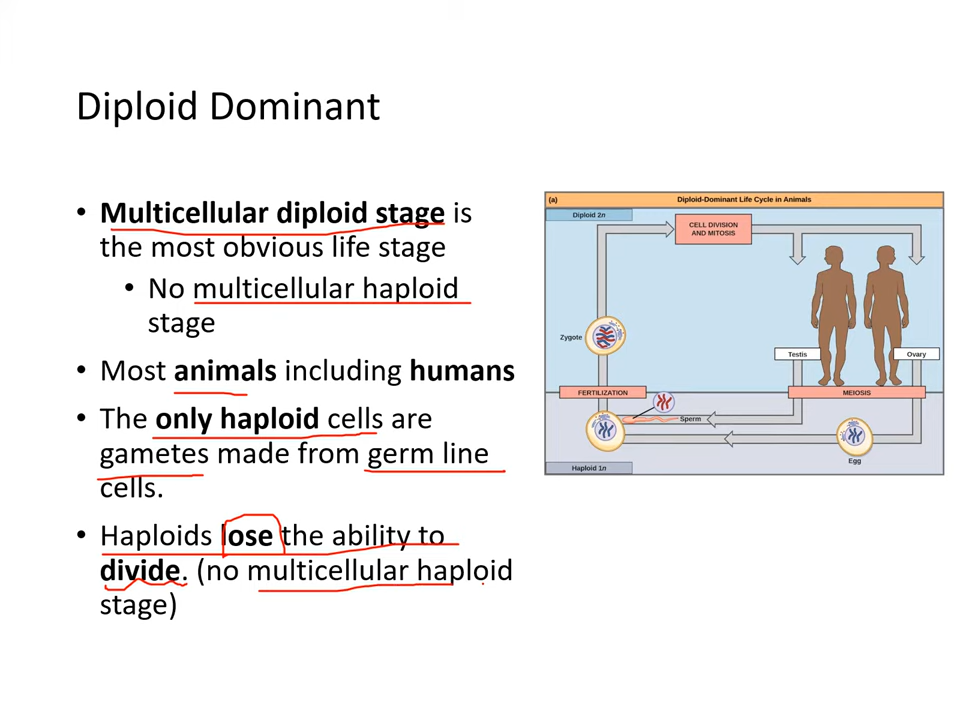 Diploid Dominant
• Multicellular diploid stage is
the most obvious life stage
• No multicellular haploid
stage
• Most animals including humans
• The only haploid cells are
gametes made from germ line
cells.
• Haploids lose the ability to
divide. (no multicellular haploid
stage)
(a) Diploid-Dominant Life Cycle in Animals
Diploid 2n
CELL DIVISION
AND MITOSIS
Zygote
Testis
Ovary
FERTILIZATION
MEIOSIS
Sperm
Egg
Haploid 1n